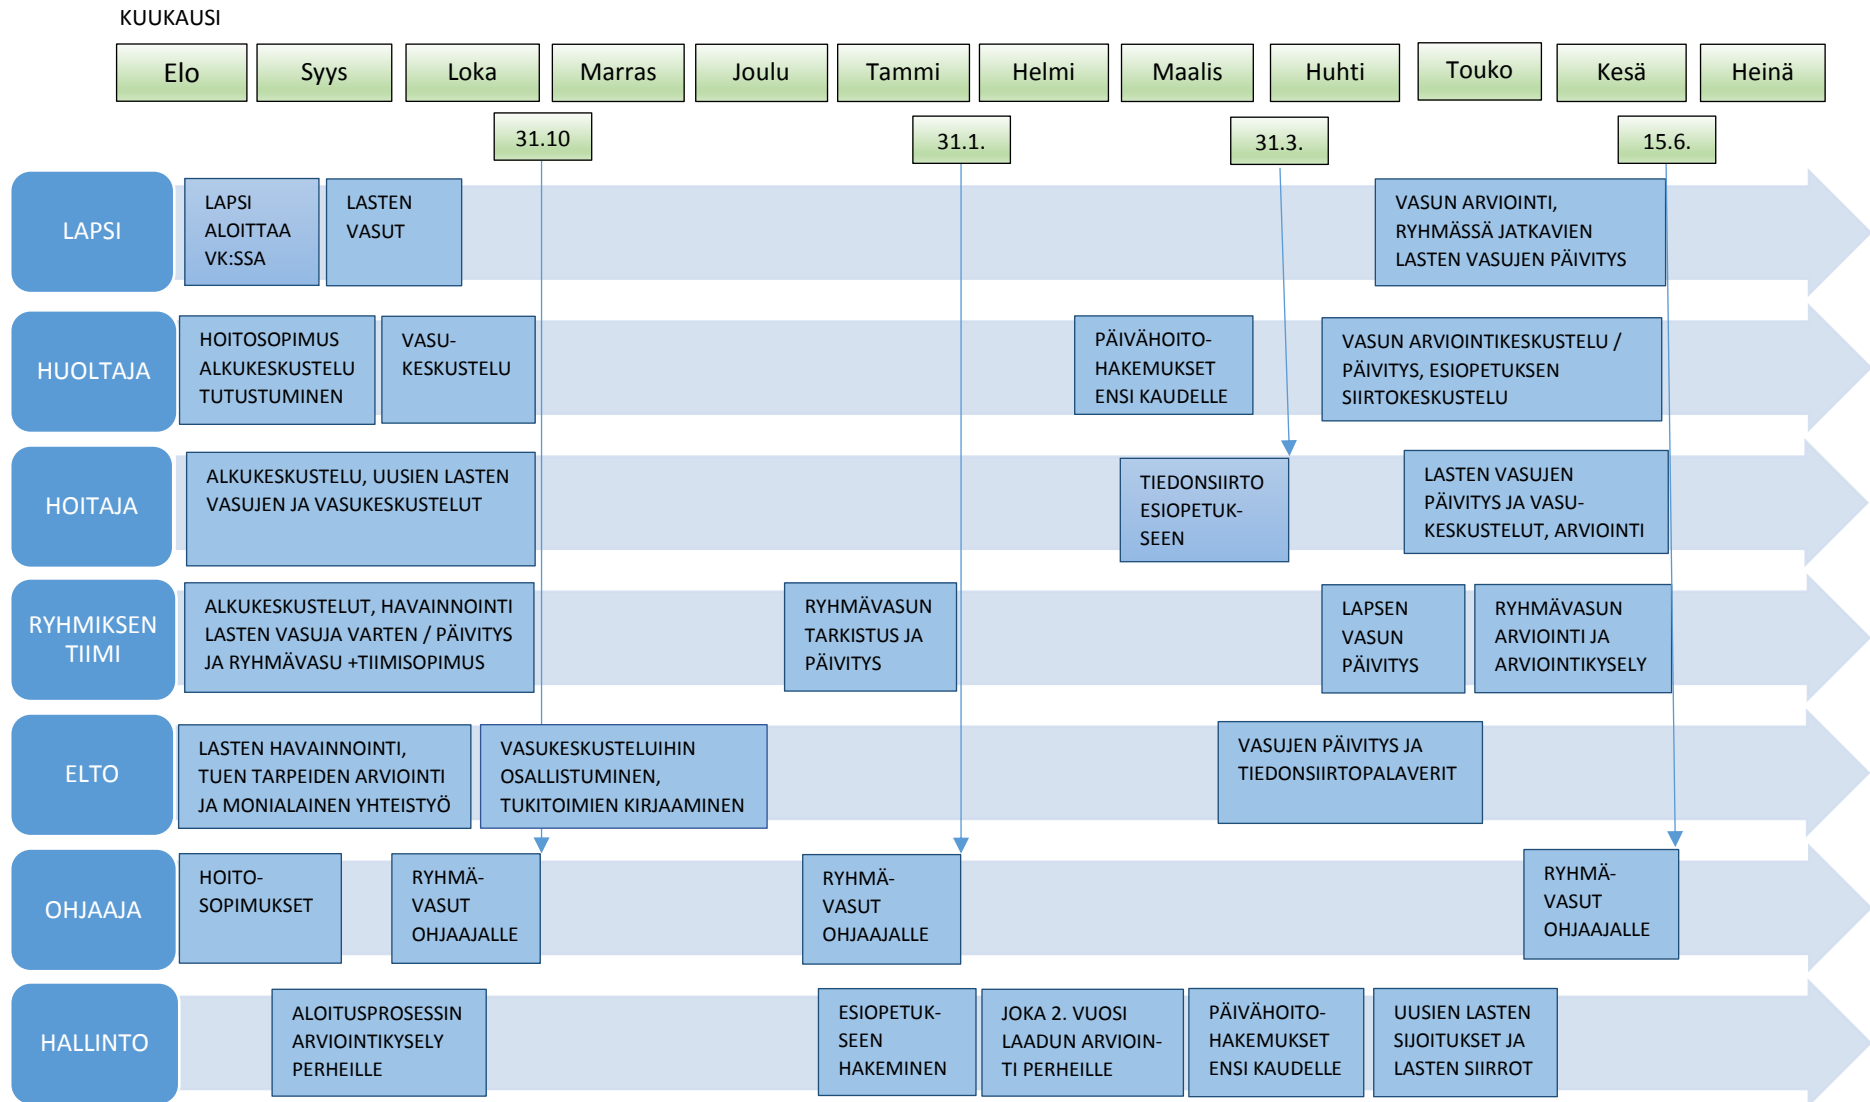 KUUKAUSI
Elo
Syys
Loka
Marras
Joulu
Tammi
Helmi
Maalis
Huhti
Touko
Kesä
Heinä
31.10
31.1.
31.3.
15.6.
LAPSI
LAPSI
ALOITTAA
VK:SSA
LASTEN
VASUT
VASUN ARVIOINTI,
RYHMÄSSÄ JATKAVIEN
LASTEN VASUJEN PÄIVITYS
HUOLTAJA
HOITOSOPIMUS
ALKUKESKUSTELU
TUTUSTUMINEN
VASU-
KESKUSTELU
PÄIVÄHOITO-
HAKEMUKSET
ENSI KAUDELLE
VASUN ARVIOINTIKESKUSTELU /
PÄIVITYS, ESIOPETUKSEN
SIIRTOKESKUSTELU
HOITAJA
ALKUKESKUSTELU, UUSIEN LASTEN
VASUJEN JA VASUKESKUSTELUT
TIEDONSIIRTO
ESIOPETUK-
SEEN
LASTEN VASUJEN
PÄIVITYS JA VASU-
KESKUSTELUT, ARVIOINTI
RYHMIKSEN
TIIMI
ALKUKESKUSTELUT, HAVAINNOINTI
LASTEN VASUJA VARTEN / PÄIVITYS
JA RYHMÄVASU +TIIMISOPIMUS
RYHMÄVASUN
TARKISTUS JA
PÄIVITYS
LAPSEN
VASUN
PÄIVITYS
RYHMÄVASUN
ARVIOINTI JA
ARVIOINTIKYSELY
ELTO
LASTEN HAVAINNOINTI,
TUEN TARPEIDEN ARVIOINTI
JA MONIALAINEN YHTEISTYÖ
VASUKESKUSTELUIHIN
OSALLISTUMINEN,
TUKITOIMIEN KIRJAAMINEN
VASUJEN PÄIVITYS JA
TIEDONSIIRTOPALAVERIT
OHJAAJA
HOITO-
SOPIMUKSET
RYHMÄ-
VASUT
OHJAAJALLE
RYHMÄ-
VASUT
OHJAAJALLE
RYHMÄ-
VASUT
OHJAAJALLE
HALLINTO
ALOITUSPROSESSIN
ARVIOINTIKYSELY
PERHEILLE
ESIOPETUK-
SEEN
HAKEMINEN
JOKA 2. VUOSI
LAADUN ARVIOIN-
TI PERHEILLE
PÄIVÄHOITO-
HAKEMUKSET
ENSI KAUDELLE
UUSIEN LASTEN
SIJOITUKSET JA
LASTEN SIIRROT